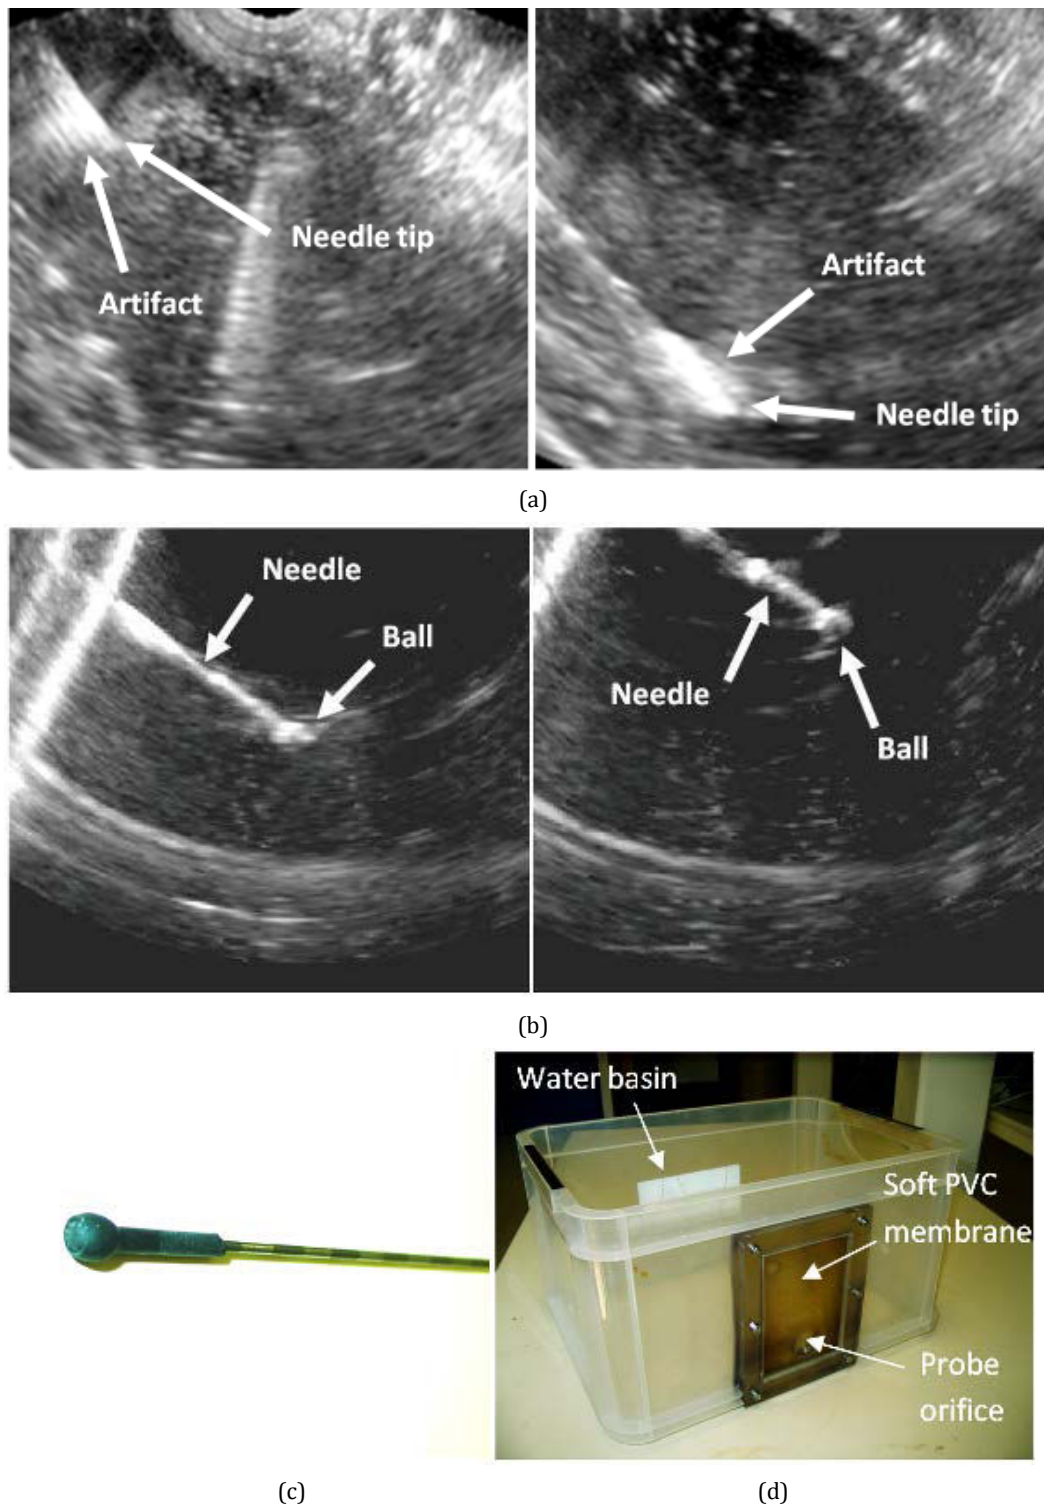 Needle tip
Artifact
Artifact
Needle tip
(a)
Needle
Ball
Needle
Ball
(b)
Water basin
Soft PVC
membrane
Probe
orifice
(c)
(d)